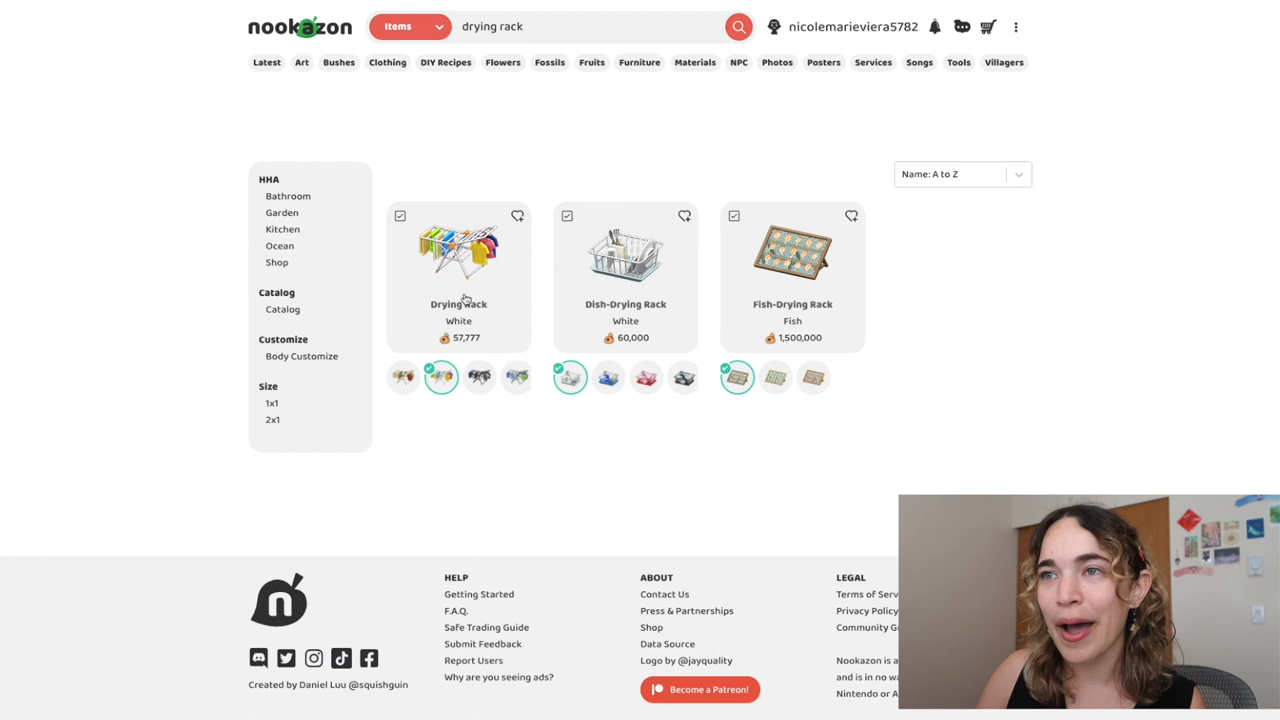 nookazon
Items
drying rack
nicolemarieviera5782
Latest
Art
Bushes
Clothing
DIY Recipes
Flowers
Fossils
Fruits
Furniture
Materials
NPC
Photos
Posters
Services
Songs
Tools
Villagers
HHA
Bathroom
Garden
Kitchen
Ocean
Shop
Catalog
Catalog
Customize
Body Customize
Size
1x1
2x1
Name: A to Z
Drying Rack
White
57,777
Dish-Drying Rack
White
60,000
Fish-Drying Rack
Fish
1,500,000
n
Created by Daniel Luu @squishguin
HELP
Getting Started
F.A.Q.
Safe Trading Guide
Submit Feedback
Report Users
Why are you seeing ads?
ABOUT
Contact Us
Press & Partnerships
Shop
Data Source
Logo by @jayquality
Become a Patreon!
LEGAL
Terms of Serv
Privacy Policy
Community G
Nookazon is a
and is in no wa
Nintendo or A